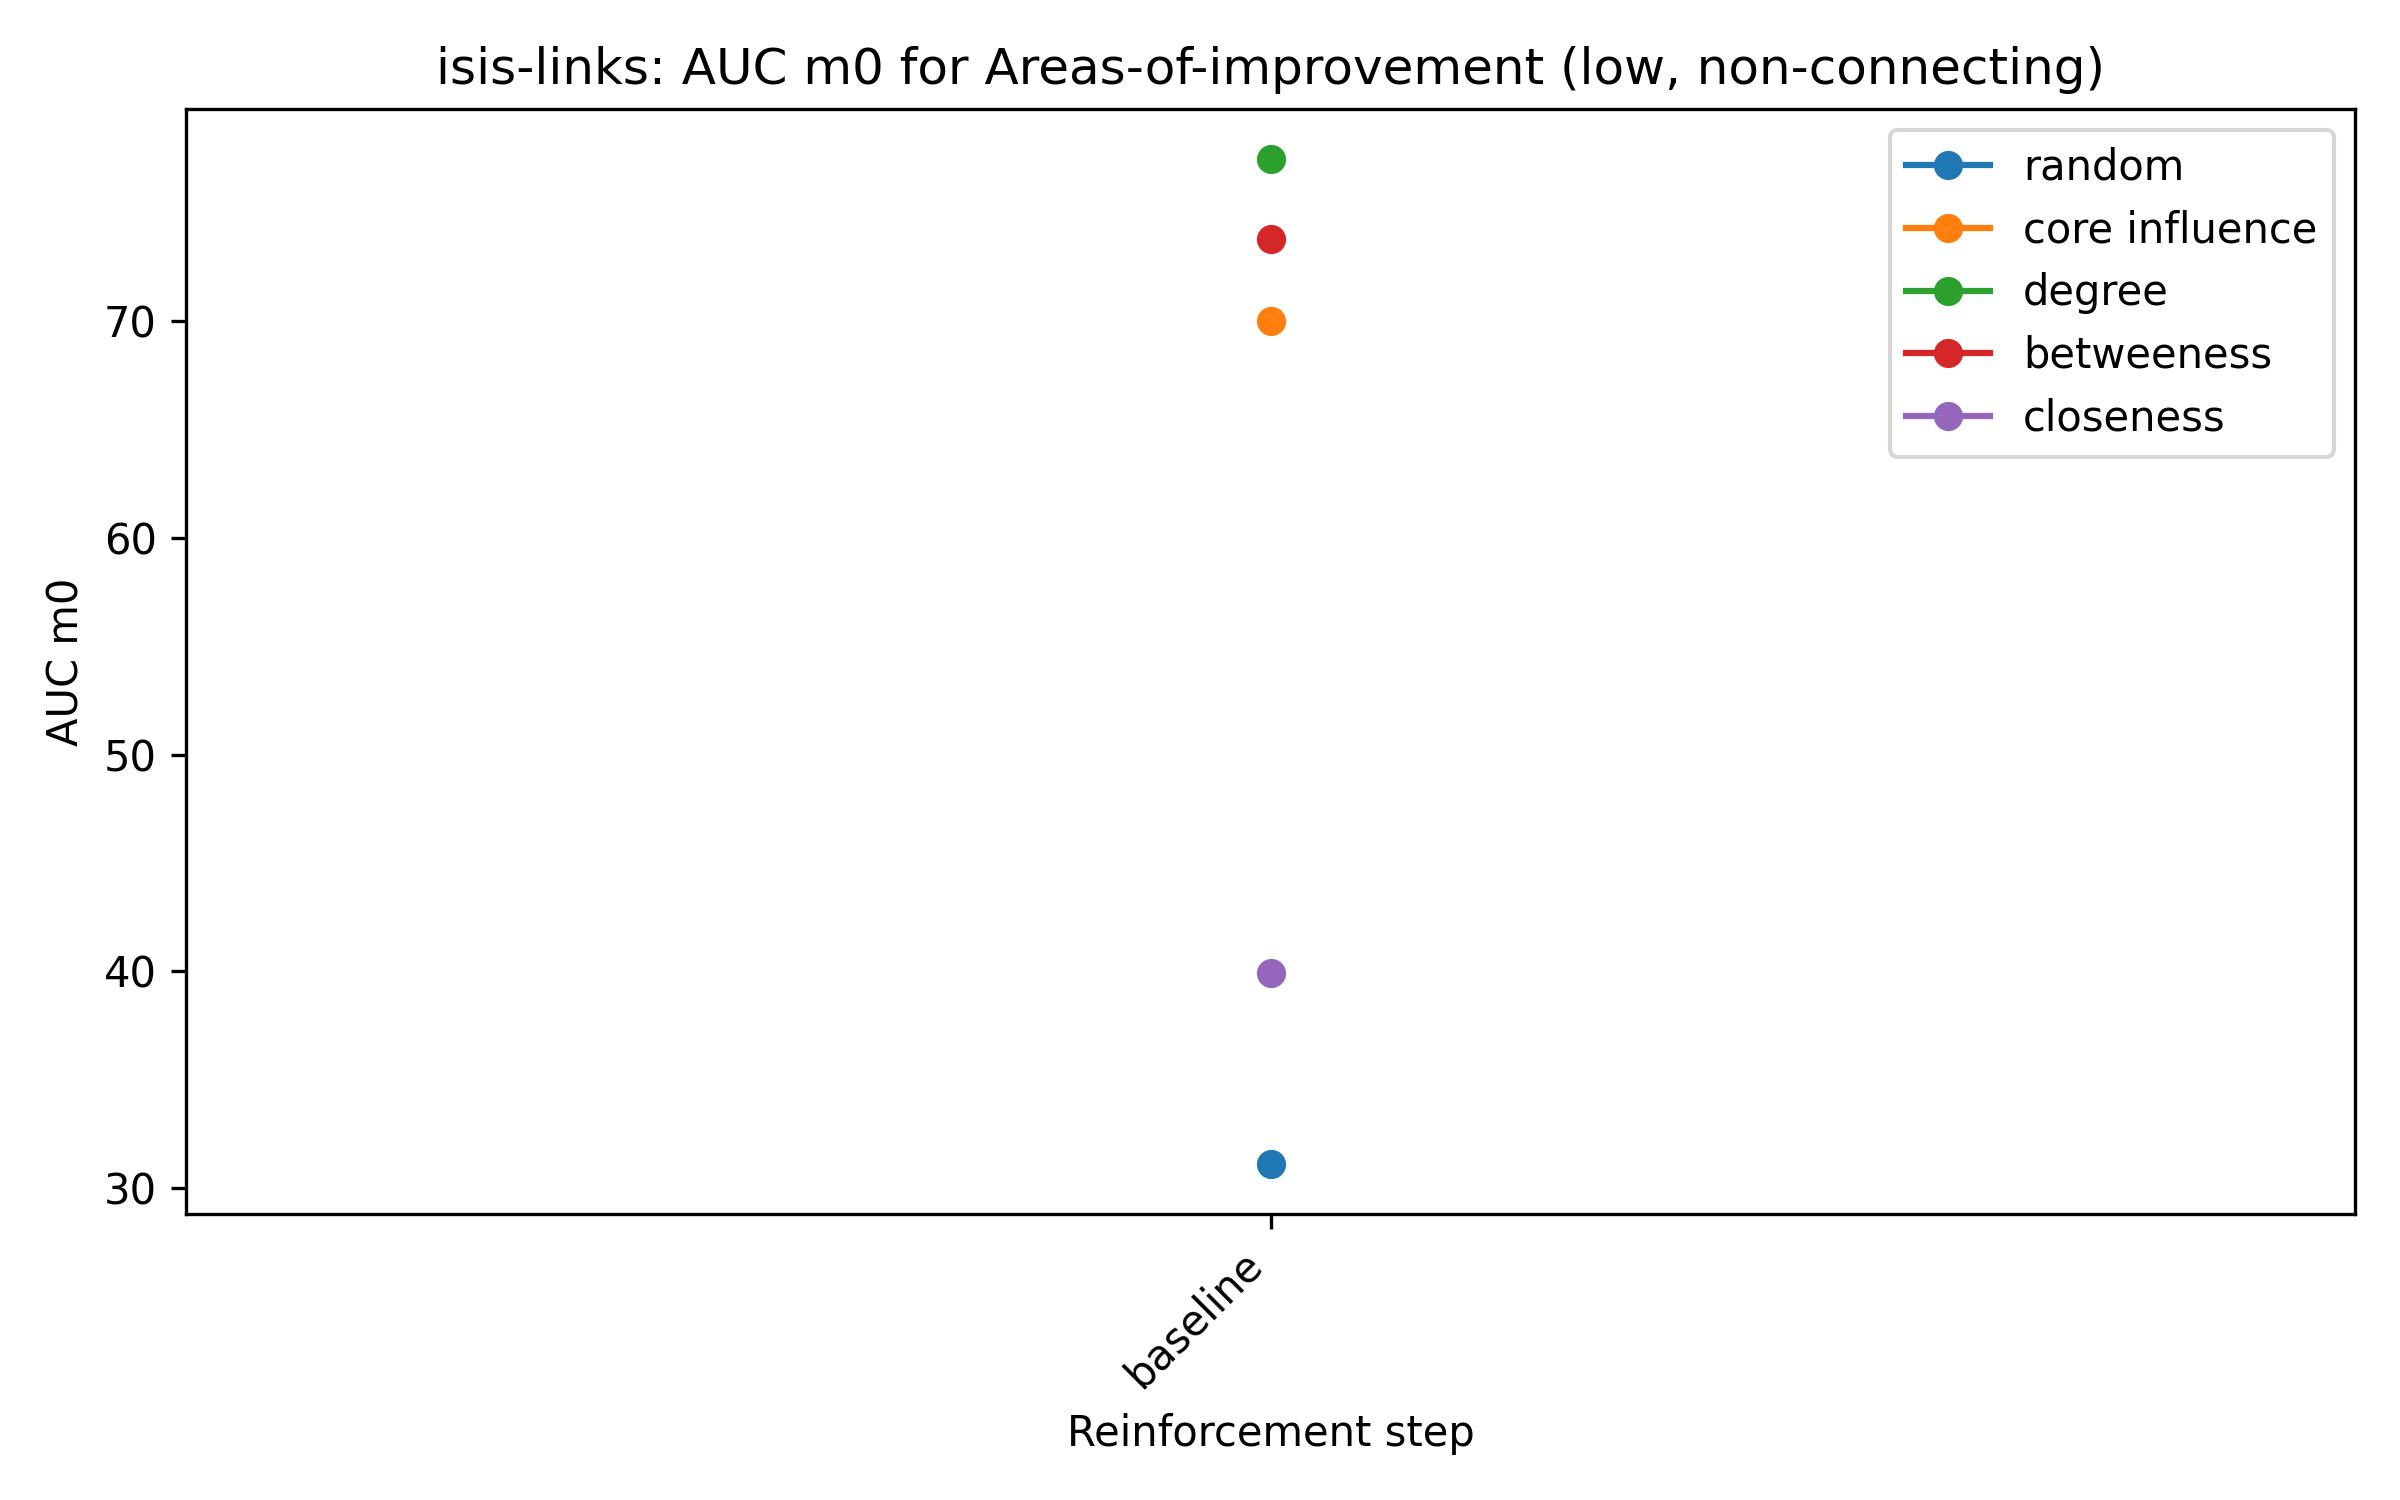 isis-links: AUC m0 for Areas-of-improvement (low, non-connecting)
random
core influence
degree
betweeness
closeness
70
60
50
40
30
AUC m0
baseline
Reinforcement step